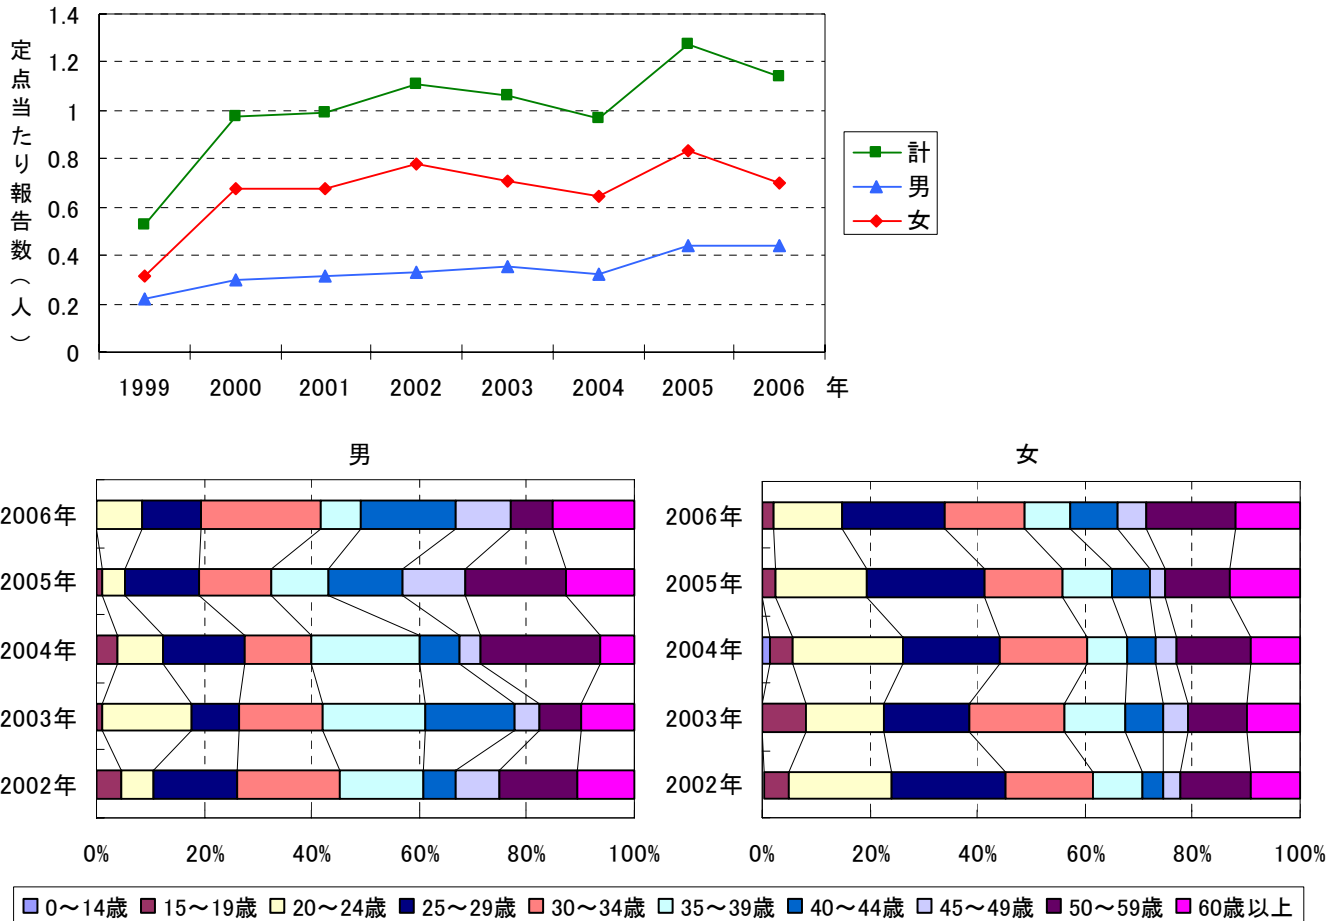 定点当たり報告数（人）
1.4
1.2
1
0.8
0.6
0.4
0.2
0
1999 2000 2001 2002 2003 2004 2005 2006 年
計
男
女
男
2006年
2005年
2004年
2003年
2002年
0% 20% 40% 60% 80% 100%
女
2006年
2005年
2004年
2003年
2002年
0% 20% 40% 60% 80% 100%
0～14歳 15～19歳 20～24歳 25～29歳 30～34歳 35～39歳 40～44歳 45～49歳 50～59歳 60歳以上